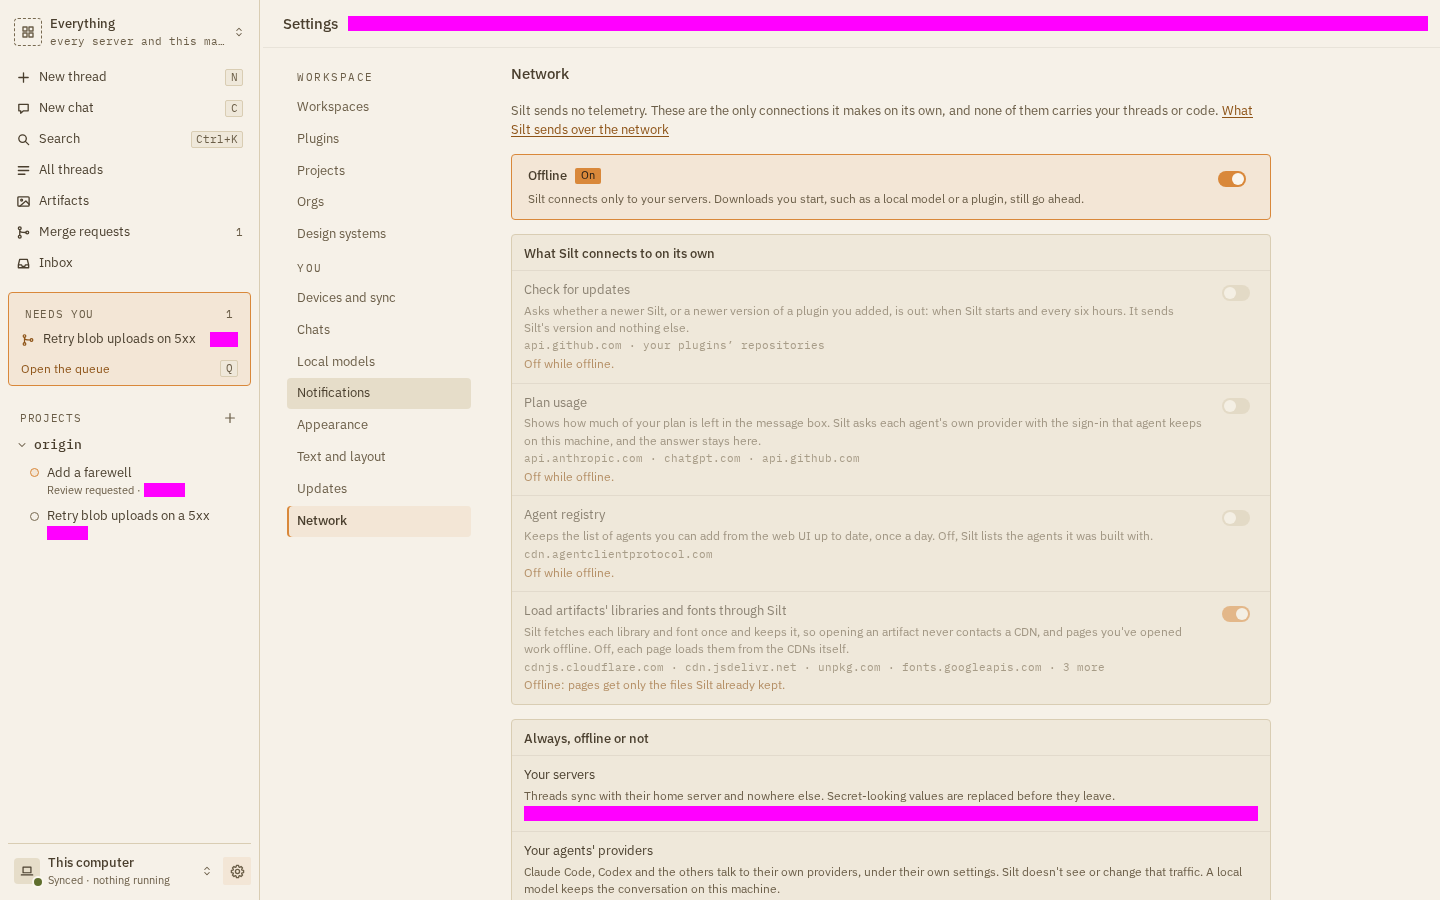 Everything
every server and this ma…
New thread N
New chat C
Search Ctrl+K
All threads
Artifacts
Merge requests 1
Inbox
NEEDS YOU 1
Retry blob uploads on 5xx
Open the queue Q
PROJECTS
origin
Add a farewell
Review requested ·
Retry blob uploads on a 5xx
This computer
Synced · nothing running
Settings
WORKSPACE
Workspaces
Plugins
Projects
Orgs
Design systems
YOU
Devices and sync
Chats
Local models
Notifications
Appearance
Text and layout
Updates
Network
Network
Silt sends no telemetry. These are the only connections it makes on its own, and none of them carries your threads or code. What
Silt sends over the network
Offline On
Silt connects only to your servers. Downloads you start, such as a local model or a plugin, still go ahead.
What Silt connects to on its own
Check for updates
Asks whether a newer Silt, or a newer version of a plugin you added, is out: when Silt starts and every six hours. It sends
Silt's version and nothing else.
api.github.com · your plugins’ repositories
Off while offline.
Plan usage
Shows how much of your plan is left in the message box. Silt asks each agent's own provider with the sign-in that agent keeps
on this machine, and the answer stays here.
api.anthropic.com · chatgpt.com · api.github.com
Off while offline.
Agent registry
Keeps the list of agents you can add from the web UI up to date, once a day. Off, Silt lists the agents it was built with.
cdn.agentclientprotocol.com
Off while offline.
Load artifacts' libraries and fonts through Silt
Silt fetches each library and font once and keeps it, so opening an artifact never contacts a CDN, and pages you've opened
work offline. Off, each page loads them from the CDNs itself.
cdnjs.cloudflare.com · cdn.jsdelivr.net · unpkg.com · fonts.googleapis.com · 3 more
Offline: pages get only the files Silt already kept.
Always, offline or not
Your servers
Threads sync with their home server and nowhere else. Secret-looking values are replaced before they leave.
Your agents' providers
Claude Code, Codex and the others talk to their own providers, under their own settings. Silt doesn't see or change that traffic. A local
model keeps the conversation on this machine.